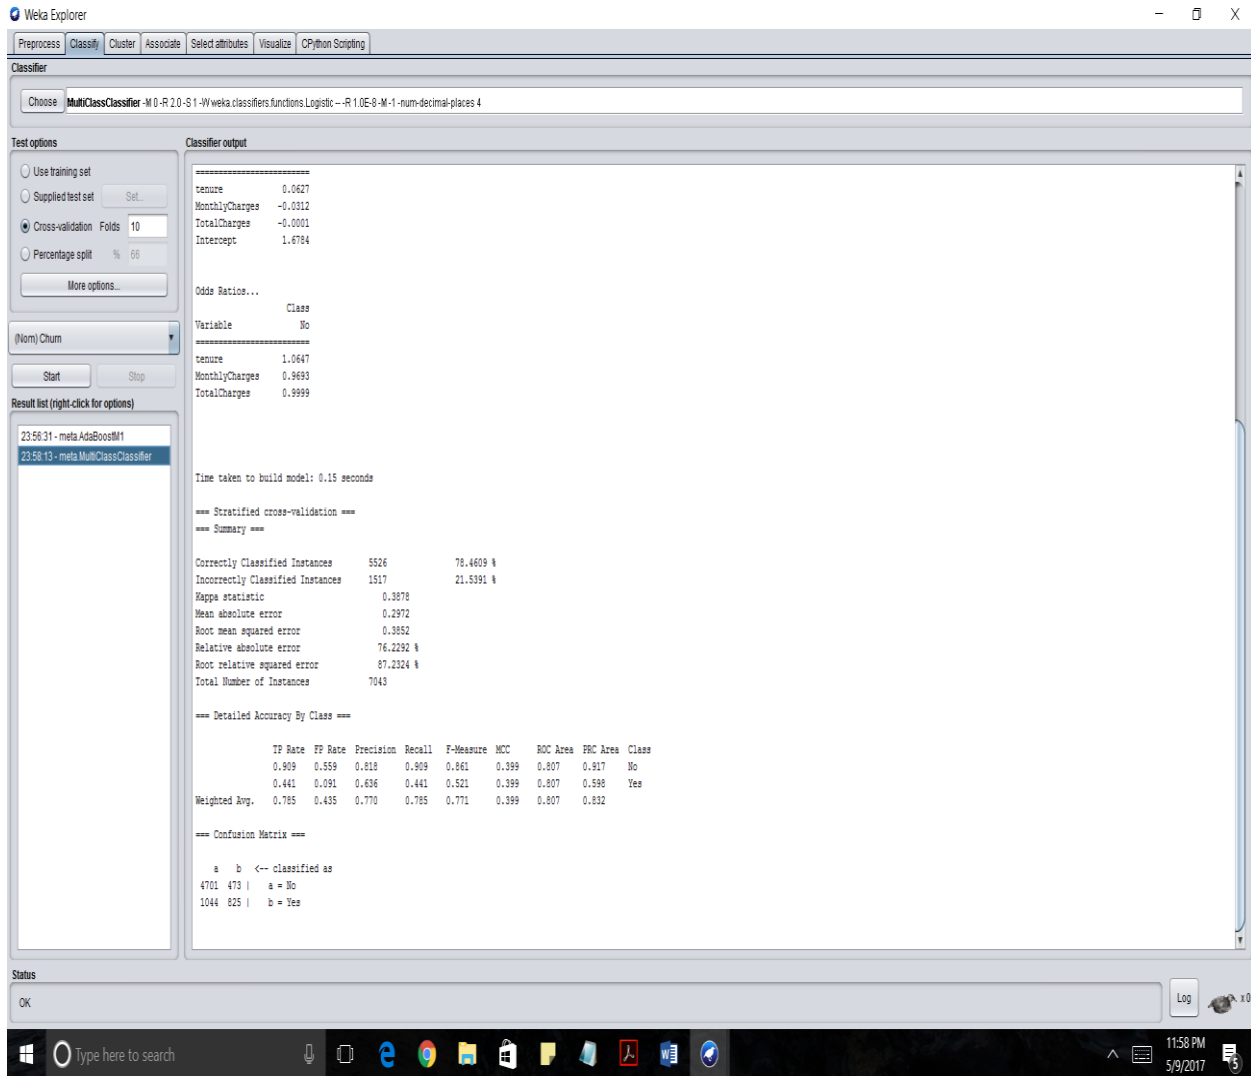 Weka Explorer
Preprocess Classify Cluster Associate Select attributes Visualize CPython Scripting
Classifier
Choose MultiClassClassifier -M 0 -R 2.0 -S 1 -W weka.classifiers.functions.Logistic -- -R 1.0E-8 -M -1 -num-decimal-places 4
Test options
Use training set
Supplied test set Set...
Cross-validation Folds 10
Percentage split % 66
More options...
(Nom) Churn
Start Stop
Result list (right-click for options)
23:56:31 - meta.AdaBoostM1
23:58:13 - meta.MultiClassClassifier
Classifier output
=========================
tenure 0.0627
MonthlyCharges -0.0312
TotalCharges -0.0001
Intercept 1.6784
Odds Ratios...
Class
Variable No
=========================
tenure 1.0647
MonthlyCharges 0.9693
TotalCharges 0.9999
Time taken to build model: 0.15 seconds
=== Stratified cross-validation ===
=== Summary ===
Correctly Classified Instances 5526 78.4609 %
Incorrectly Classified Instances 1517 21.5391 %
Kappa statistic 0.3878
Mean absolute error 0.2972
Root mean squared error 0.3852
Relative absolute error 76.2292 %
Root relative squared error 87.2324 %
Total Number of Instances 7043
=== Detailed Accuracy By Class ===
TP Rate FP Rate Precision Recall F-Measure MCC ROC Area PRC Area Class
0.909 0.559 0.818 0.909 0.861 0.399 0.807 0.917 No
0.441 0.091 0.636 0.441 0.521 0.399 0.807 0.598 Yes
Weighted Avg. 0.785 0.435 0.770 0.785 0.771 0.399 0.807 0.832
=== Confusion Matrix ===
a b <-- classified as
4701 473 | a = No
1044 825 | b = Yes
Status
OK
Log
x 0
Type here to search
11:58 PM
5/9/2017
5